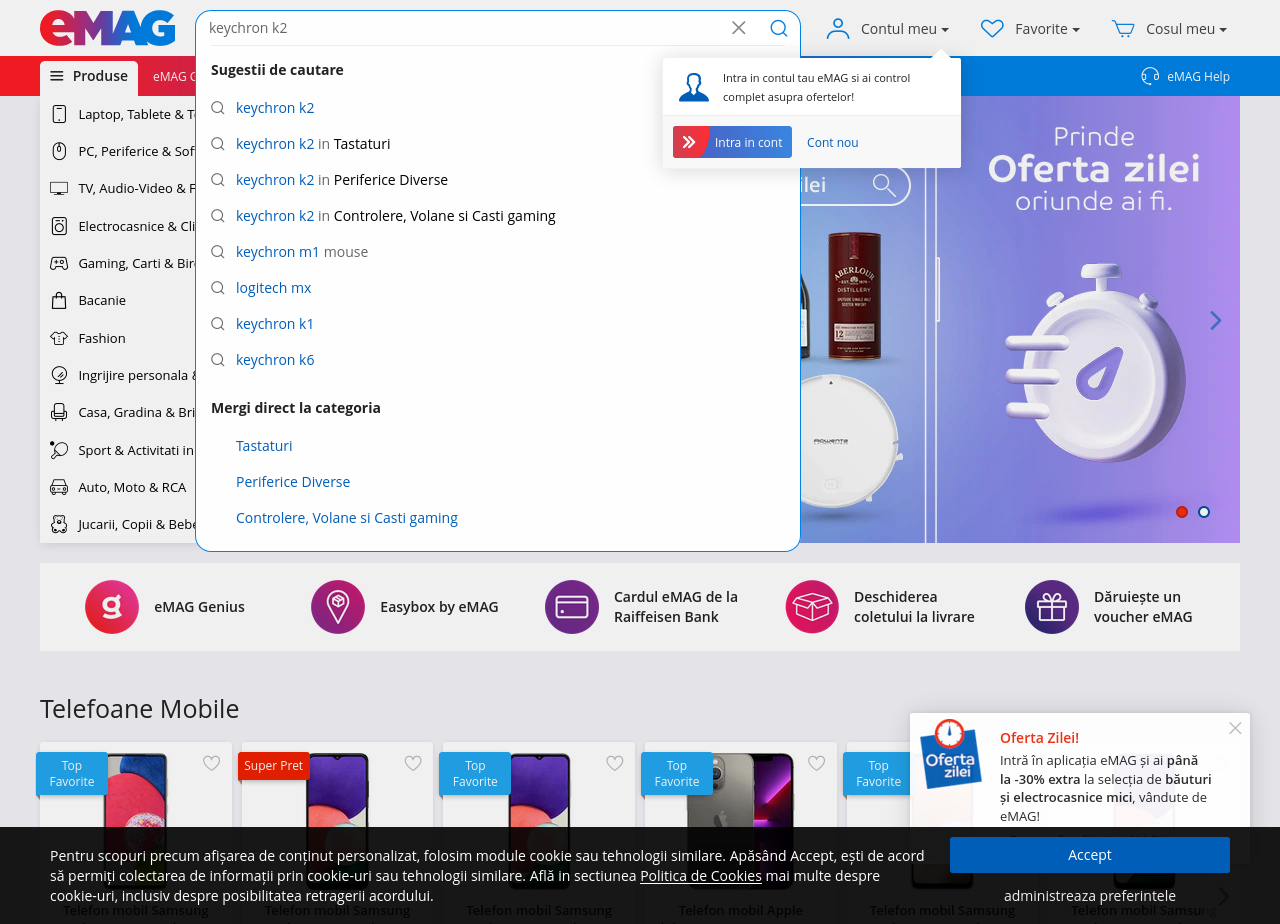 eMAG
keychron k2
Contul meu
Favorite
Cosul meu
Produse
eMAG G
eMAG Help
Intra in contul tau eMAG si ai control
complet asupra ofertelor!
Intra in cont
Cont nou
Laptop, Tablete & Te
PC, Periferice & Sof
TV, Audio-Video & F
Electrocasnice & Cli
Gaming, Carti & Biro
Bacanie
Fashion
Ingrijire personala &
Casa, Gradina & Bri
Sport & Activitati in
Auto, Moto & RCA
Jucarii, Copii & Bebe
Sugestii de cautare
keychron k2
keychron k2 in Tastaturi
keychron k2 in Periferice Diverse
keychron k2 in Controlere, Volane si Casti gaming
keychron m1 mouse
logitech mx
keychron k1
keychron k6
Mergi direct la categoria
Tastaturi
Periferice Diverse
Controlere, Volane si Casti gaming
ilei
ABERLOUR
DISTILLERY
12
ROWENTA
Prinde
Oferta zilei
oriunde ai fi.
eMAG Genius
Easybox by eMAG
Cardul eMAG de la
Raiffeisen Bank
Deschiderea
coletului la livrare
Dăruiește un
voucher eMAG
Telefoane Mobile
Top
Favorite
Super Pret
Top
Favorite
Top
Favorite
Top
Favorite
Oferta
zilei
Oferta Zilei!
Intră în aplicația eMAG și ai până
la -30% extra la selecția de băuturi
și electrocasnice mici, vândute de
eMAG!
Pentru scopuri precum afișarea de conținut personalizat, folosim module cookie sau tehnologii similare. Apăsând Accept, ești de acord
să permiți colectarea de informații prin cookie-uri sau tehnologii similare. Află in sectiunea Politica de Cookies mai multe despre
cookie-uri, inclusiv despre posibilitatea retragerii acordului.
Accept
administreaza preferintele
Telefon mobil Samsung
Telefon mobil Samsung
Telefon mobil Samsung
Telefon mobil Apple
Telefon mobil Samsung
Telefon mobil Samsung